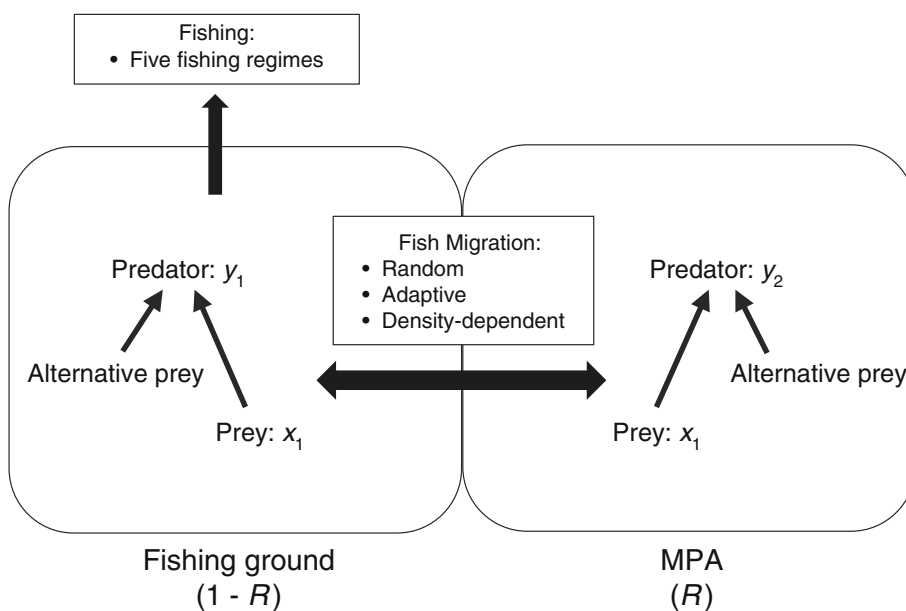 Fishing:
• Five fishing regimes
Fish Migration:
• Random
• Adaptive
• Density-dependent
Predator: y₁
Alternative prey
Prey: x₁
Predator: y₂
Alternative prey
Prey: x₁
Fishing ground
(1 - R)
MPA
(R)